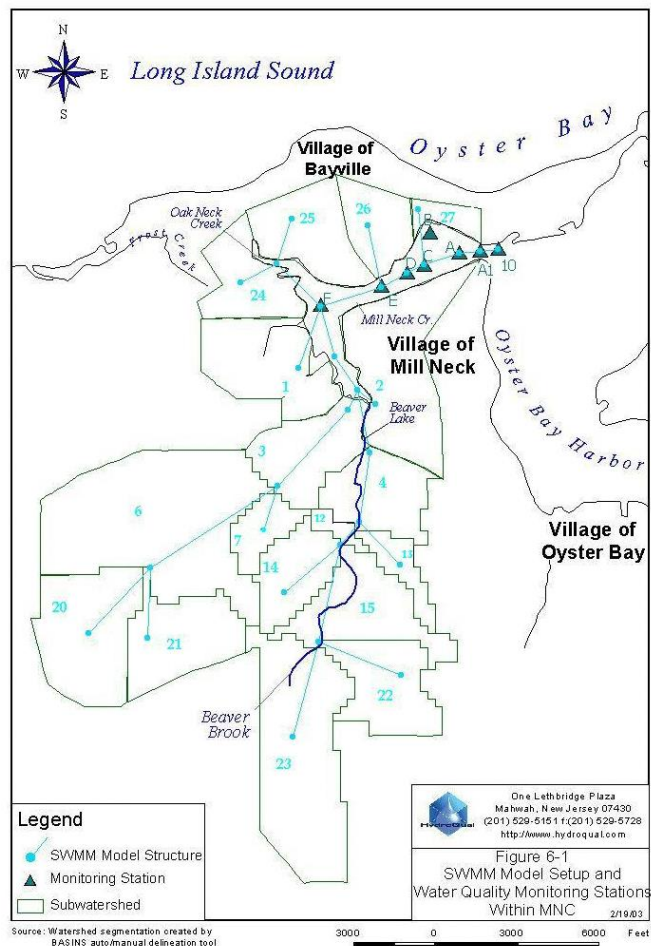 N
W
E
S
Long Island Sound
Oyster Bay
Village of
Bayville
Oak Neck
Creek
Frost Creek
25
26
27
B
24
A
C
D
A1
10
E
F
Mill Neck Cr.
Village of
Mill Neck
Oyster Bay Harbor
1
2
Beaver
Lake
3
4
6
7
12
13
14
15
Village of
Oyster Bay
20
21
22
23
Beaver
Brook
Legend
SWMM Model Structure
Monitoring Station
Subwatershed
HydroQual
One Lethbridge Plaza
Mahwah, New Jersey 07430
(201) 529-5151 f:(201) 529-5728
http://www.hydroqual.com
Figure 6-1
SWMM Model Setup and
Water Quality Monitoring Stations
Within MNC
2/19/03
Source: Watershed segmentation created by
BASINS auto/manual delineation tool
3000 0 3000 6000 Feet